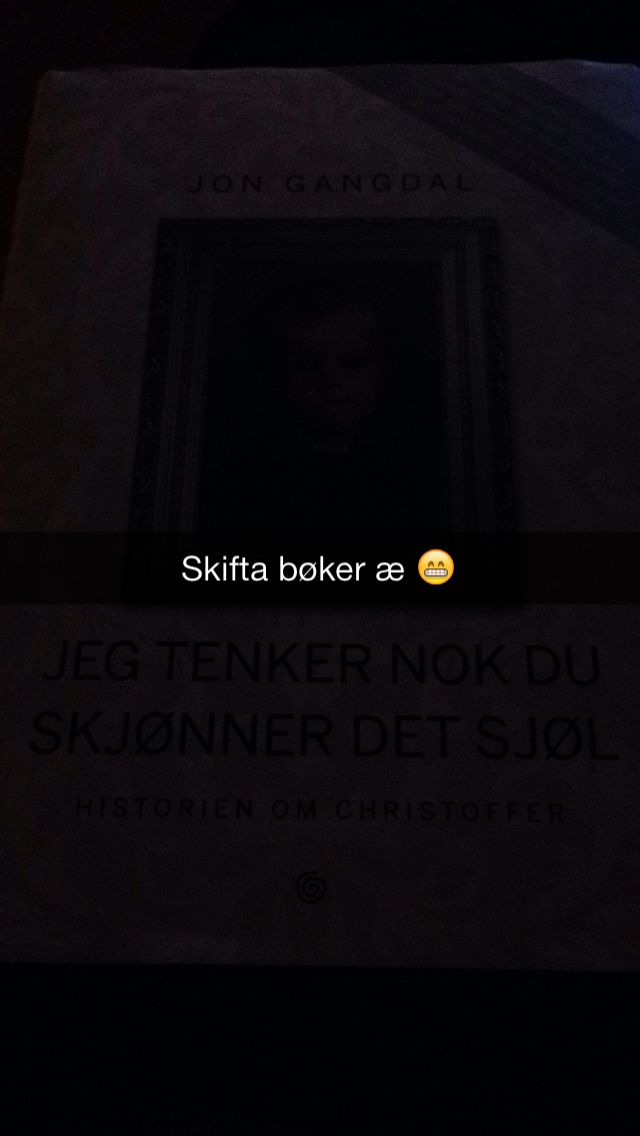 JON GANGDAL
Skifta bøker æ 😁
JEG TENKER NOK DU
SKJØNNER DET SJØL
HISTORIEN OM CHRISTOFFER